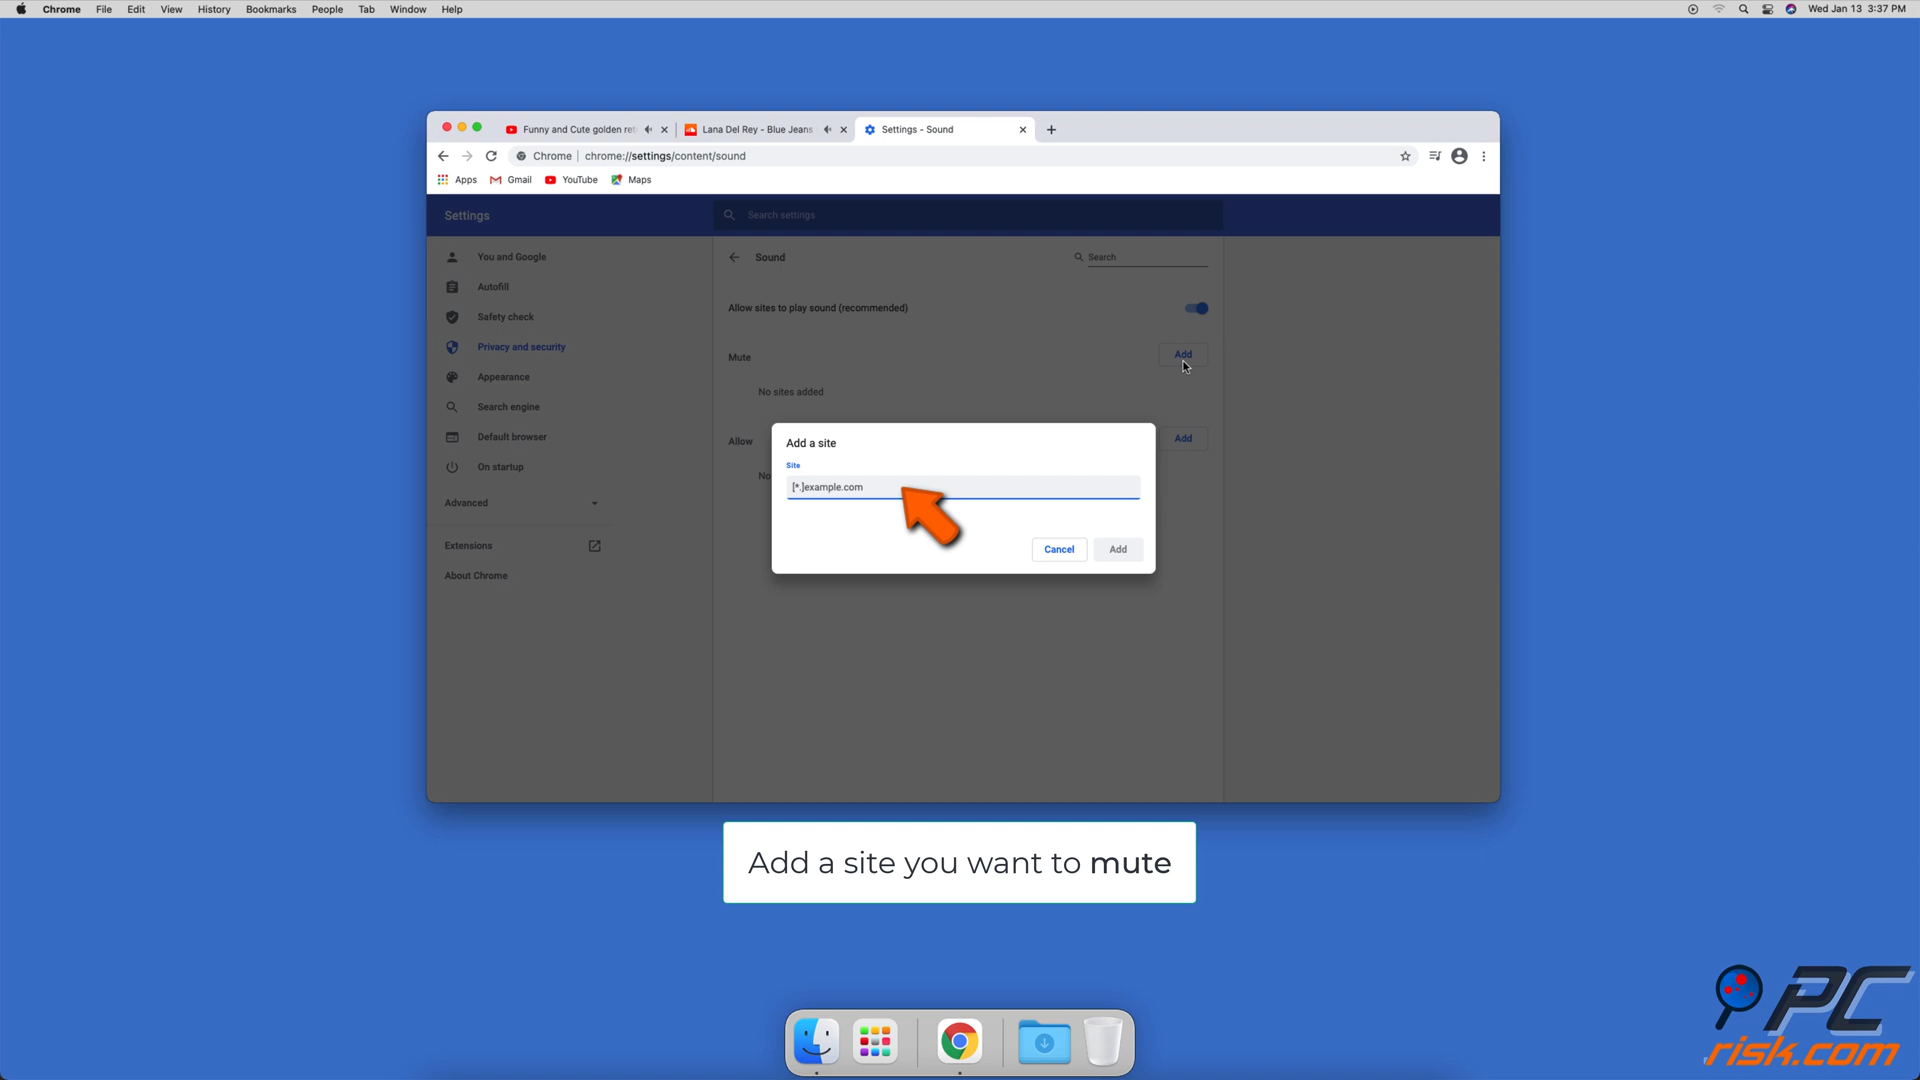 Chrome File Edit View History Bookmarks People Tab Window Help Wed Jan 13 3:37 PM
Funny and Cute golden ret Lana Del Rey - Blue Jeans Settings - Sound
Chrome | chrome://settings/content/sound
Apps Gmail YouTube Maps
Settings Search settings
You and Google
Autofill
Safety check
Privacy and security
Appearance
Search engine
Default browser
On startup
Advanced
Extensions
About Chrome
Sound Search
Allow sites to play sound (recommended)
Mute Add
No sites added
Allow Add
No
Add a site
Site
[*.]example.com
Cancel Add
Add a site you want to mute
PC
risk.com